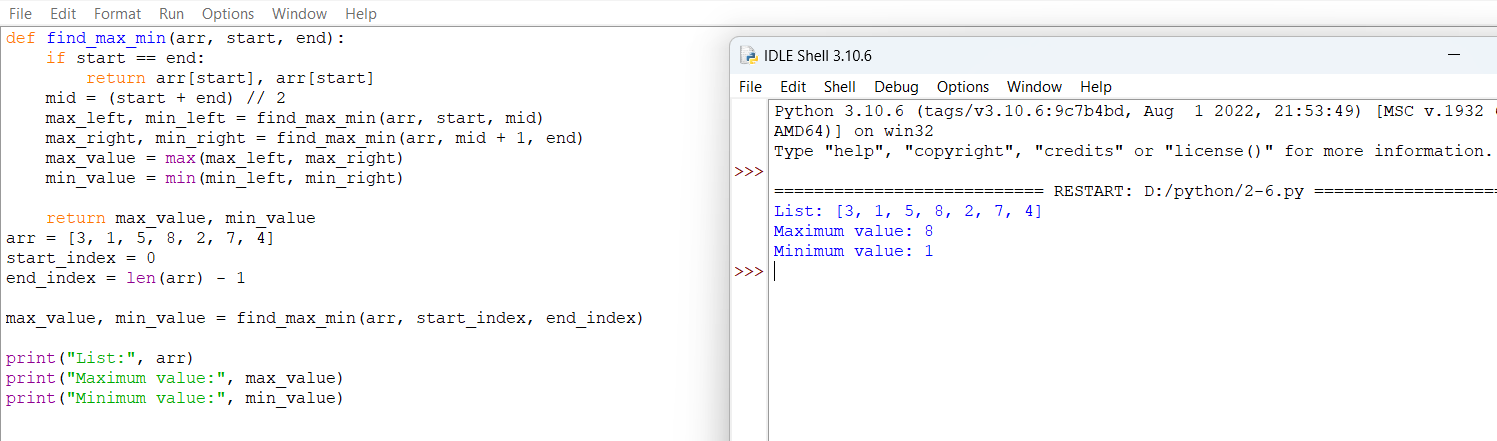 File Edit Format Run Options Window Help
def find_max_min(arr, start, end):
    if start == end:
        return arr[start], arr[start]
    mid = (start + end) // 2
    max_left, min_left = find_max_min(arr, start, mid)
    max_right, min_right = find_max_min(arr, mid + 1, end)
    max_value = max(max_left, max_right)
    min_value = min(min_left, min_right)
    return max_value, min_value
arr = [3, 1, 5, 8, 2, 7, 4]
start_index = 0
end_index = len(arr) - 1
max_value, min_value = find_max_min(arr, start_index, end_index)
print("List:", arr)
print("Maximum value:", max_value)
print("Minimum value:", min_value)
IDLE Shell 3.10.6
File Edit Shell Debug Options Window Help
Python 3.10.6 (tags/v3.10.6:9c7b4bd, Aug  1 2022, 21:53:49) [MSC v.1932
AMD64)] on win32
Type "help", "copyright", "credits" or "license()" for more information.
>>>
=========================== RESTART: D:/python/2-6.py ===================
List: [3, 1, 5, 8, 2, 7, 4]
Maximum value: 8
Minimum value: 1
>>>